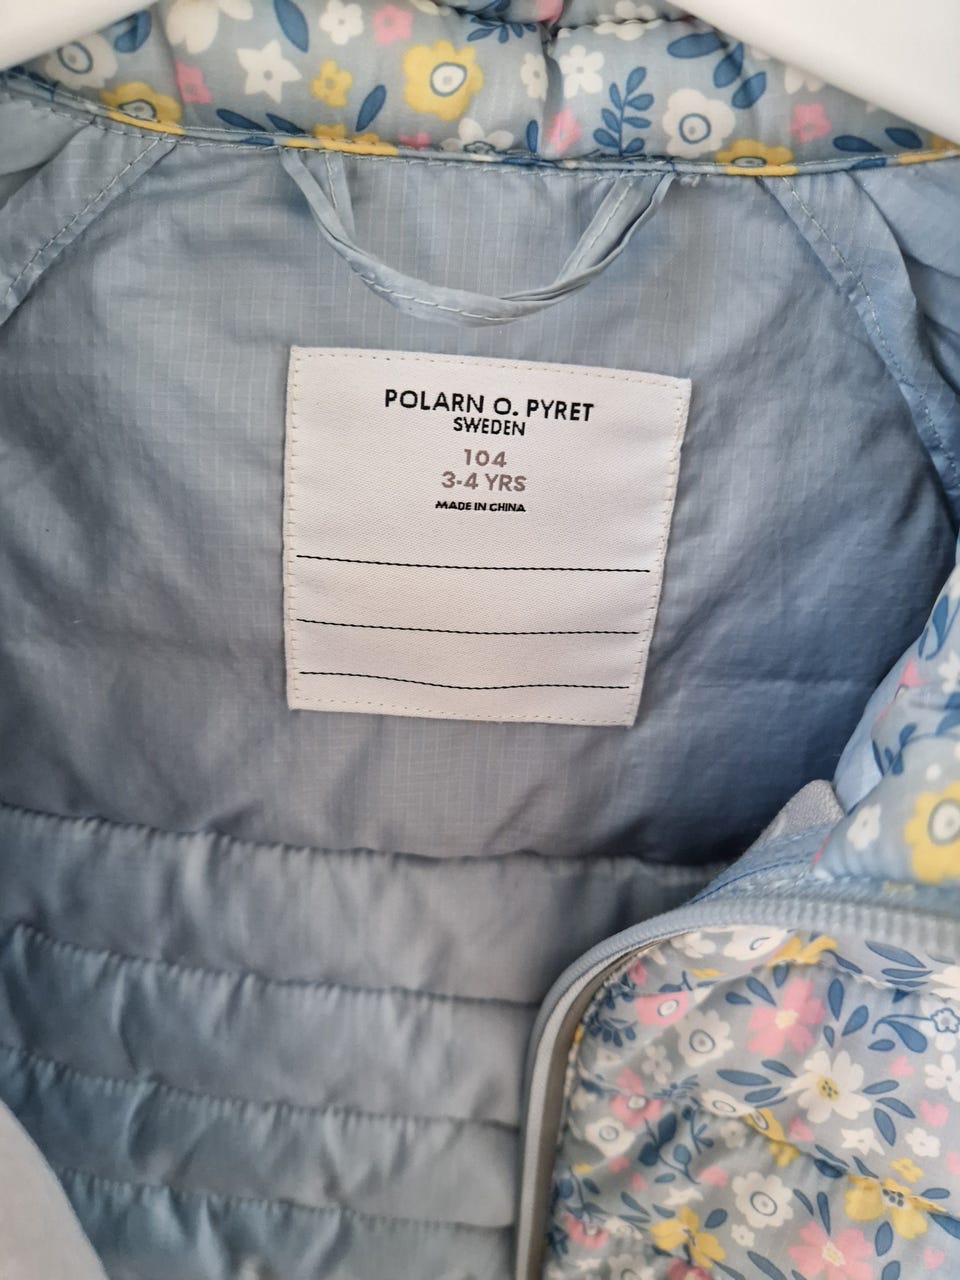 POLARN O. PYRET
SWEDEN
104
3-4 YRS
MADE IN CHINA